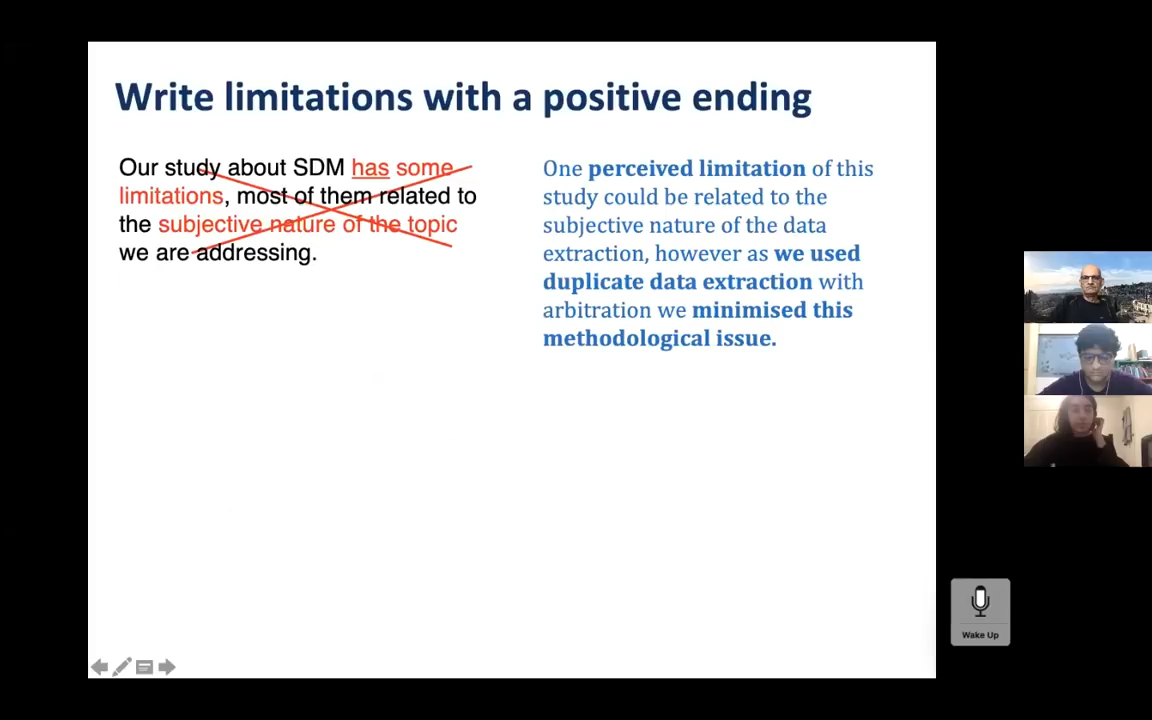 Write limitations with a positive ending
Our study about SDM has some
limitations, most of them related to
the subjective nature of the topic
we are addressing.
One perceived limitation of this
study could be related to the
subjective nature of the data
extraction, however as we used
duplicate data extraction with
arbitration we minimised this
methodological issue.
Wake Up